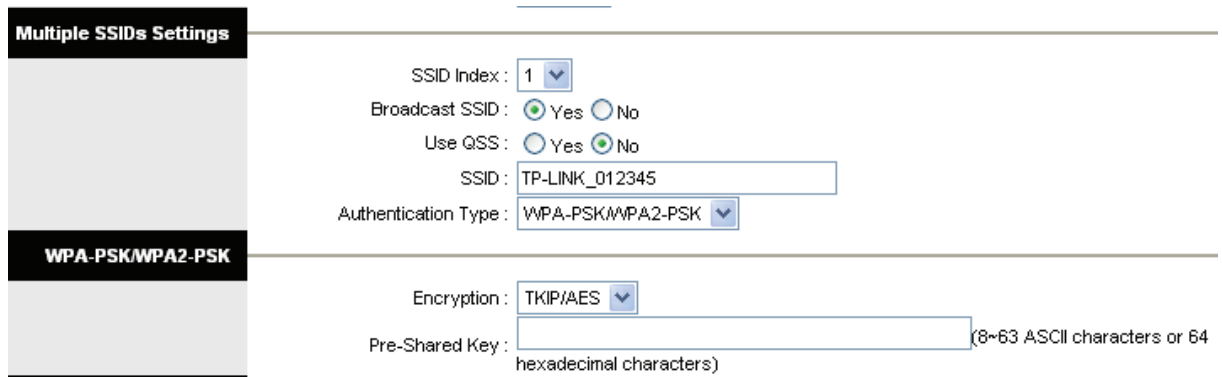 Multiple SSIDs Settings
SSID Index : 1
Broadcast SSID : Yes No
Use QSS : Yes No
SSID : TP-LINK_012345
Authentication Type : WPA-PSK/WPA2-PSK
WPA-PSK/WPA2-PSK
Encryption : TKIP/AES
Pre-Shared Key : (8~63 ASCII characters or 64
hexadecimal characters)